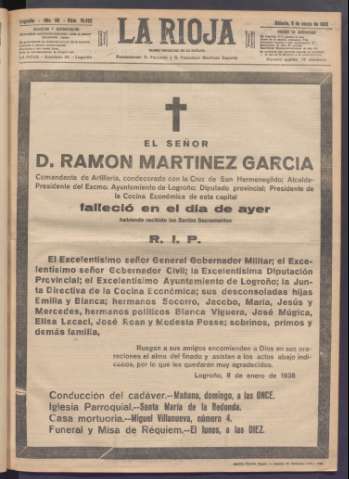 Logroño
LA RIOJA
EL SEÑOR
D. RAMON MARTINEZ GARCIA
Comandante de Artillería, condecorado con la Cruz de San Hermenegildo; Alcalde-
Presidente del Excmo. Ayuntamiento de Logroño; Diputado provincial; Presidente de
la Cocina Económica de esta capital
falleció en el día de ayer
habiendo recibido los Santos Sacramentos
R. I. P.
El Excelentísimo señor General Gobernador Militar; el Exce-
lentísimo señor Gobernador Civil; la Excelentísima Diputación
Provincial; el Excelentísimo Ayuntamiento de Logroño; la Jun-
ta Directiva de la Cocina Económica; sus desconsoladas hijas
Emilia y Blanca; hermanos Socorro, Jacobo, María, Jesús y
Mercedes, hermanos políticos Blanca Viguera, José Múgica,
Elisa José y Modesta Posse; sobrinos, primos y
demás familia,
Ruegan a sus amigos encomienden a Dios en sus ora-
ciones el alma del finado y asistan a los actos abajo indi-
cados, por lo que les quedarán muy agradecidos.
Logroño, 8 de enero de 1938
Conducción del cadáver.—Mañana, domingo, a las ONCE.
Iglesia Parroquial.—Santa María de la Redonda.
Casa mortuoria.—Miguel Villanueva, número 4.
Funeral y Misa de Requiem.—El lunes, a las DIEZ.